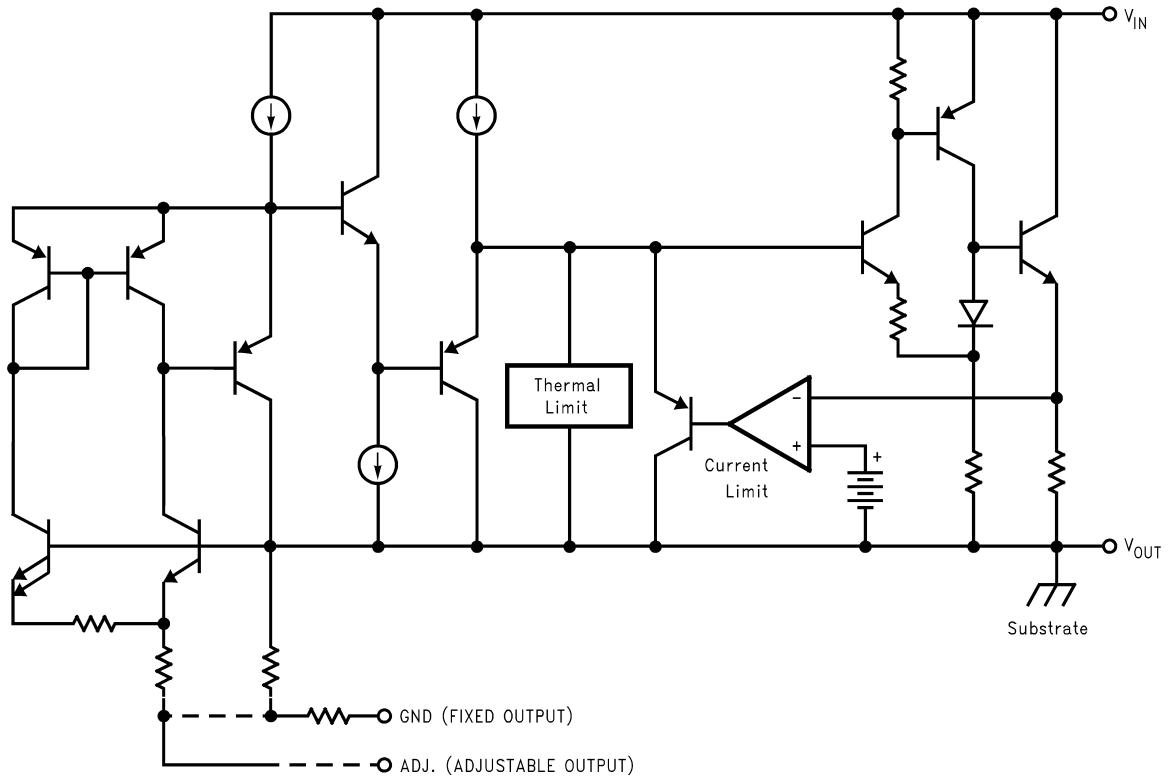 VIN
Thermal
Limit
−
+
+
Current
Limit
VOUT
Substrate
GND (FIXED OUTPUT)
ADJ. (ADJUSTABLE OUTPUT)